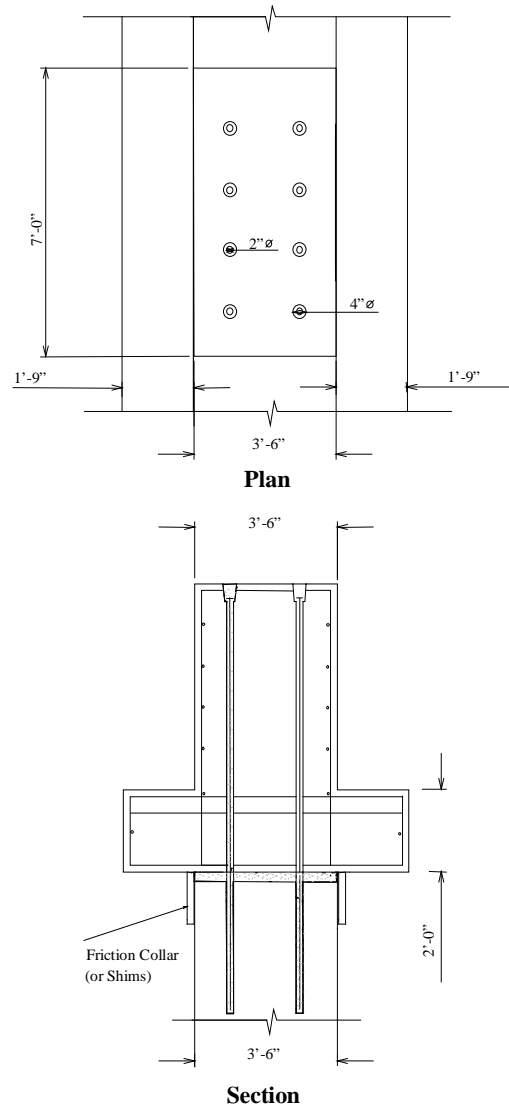 7’-0”
2”ø
4”ø
1’-9”
1’-9”
3’-6”
Plan
3’-6”
Friction Collar
(or Shims)
2’-0”
3’-6”
Section